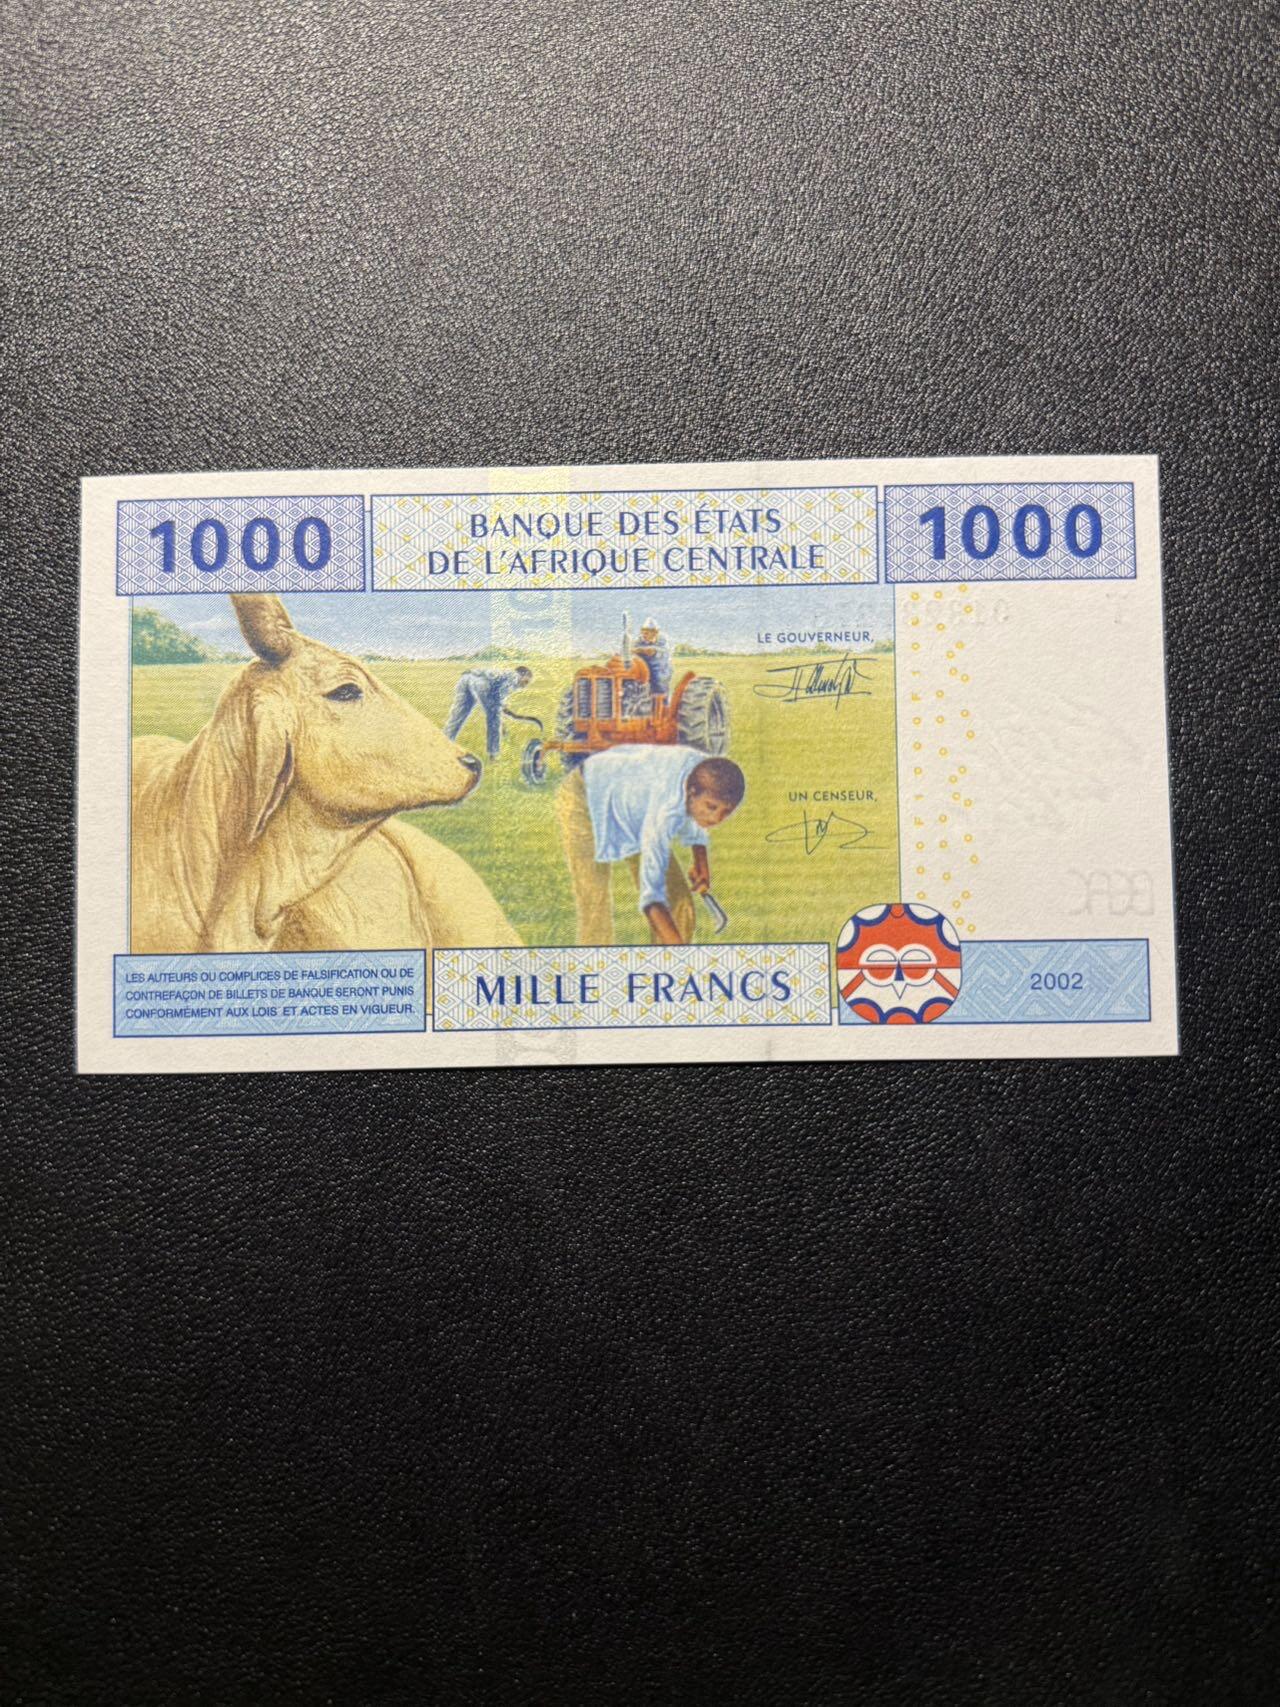 1000
BANQUE DES ÉTATS
DE L'AFRIQUE CENTRALE
1000
LE GOUVERNEUR,
UN CENSEUR,
LES AUTEURS OU COMPLICES DE FALSIFICATION OU DE
CONTREFAÇON DE BILLETS DE BANQUE SERONT PUNIS
CONFORMÉMENT AUX LOIS ET ACTES EN VIGUEUR.
MILLE FRANCS
2002